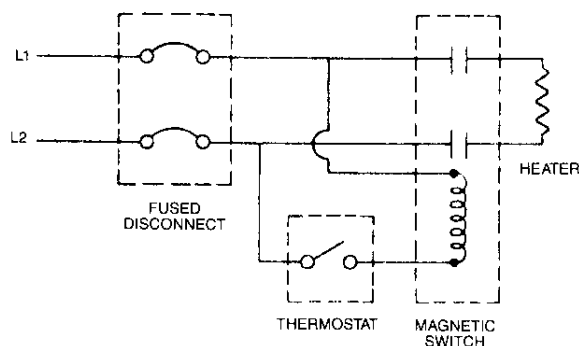 L1
L2
HEATER
FUSED
DISCONNECT
THERMOSTAT
MAGNETIC
SWITCH